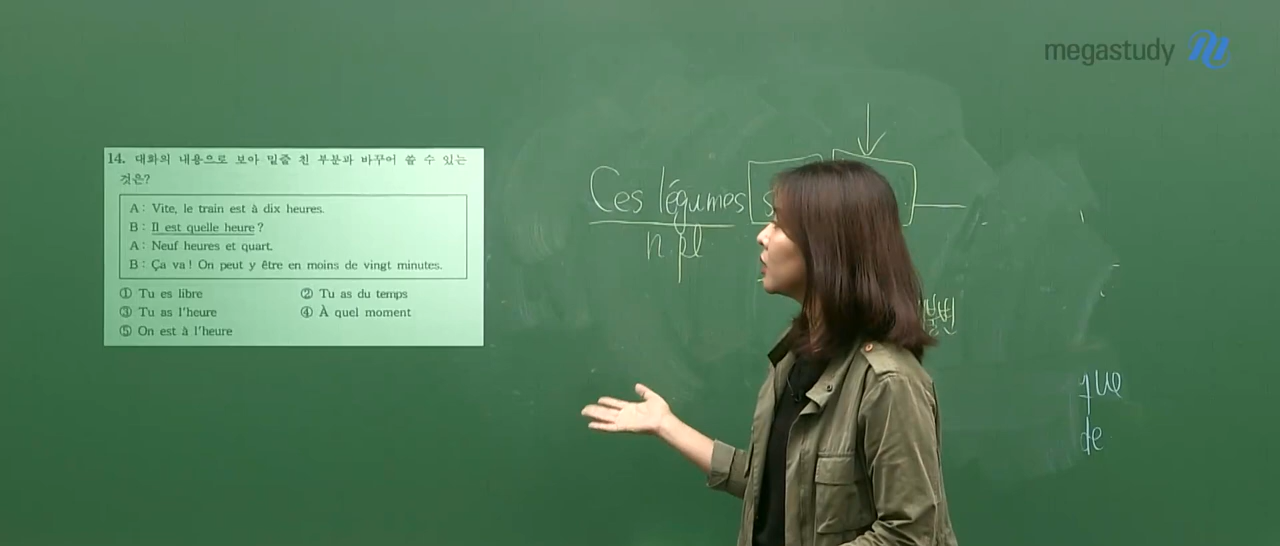 megastudy
14. 대화의 내용으로 보아 밑줄 친 부분과 바꾸어 쓸 수 있는
것은?
A : Vite, le train est à dix heures.
B : Il est quelle heure ?
A : Neuf heures et quart.
B : Ça va ! On peut y être en moins de vingt minutes.
① Tu es libre
② Tu as du temps
③ Tu as l'heure
④ À quel moment
⑤ On est à l'heure
Ces légumes s
n.pl
que
de